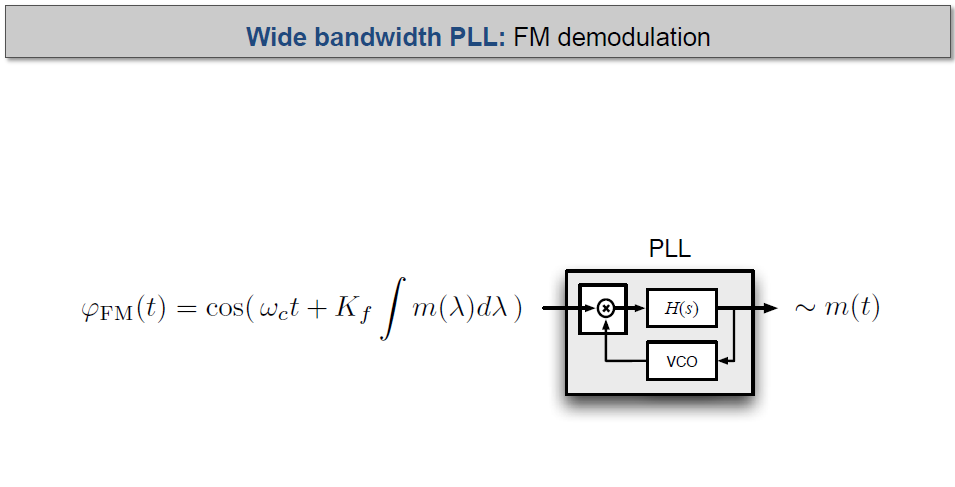 Wide bandwidth PLL: FM demodulation
PLL
φFM(t) = cos( ωct + Kf ∫ m(λ)dλ )
H(s)
~ m(t)
VCO